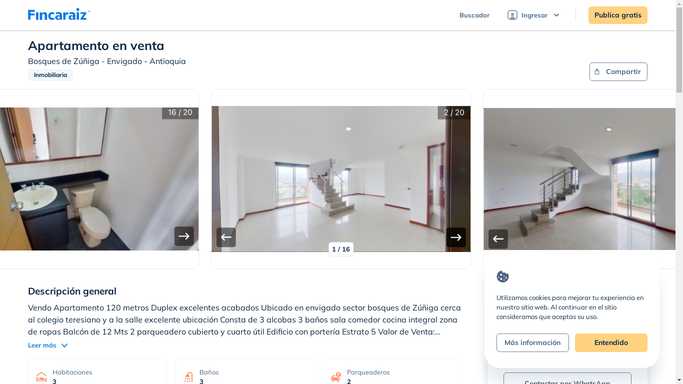 Fincaraiz
Buscador
Ingresar
Publica gratis
Apartamento en venta
Bosques de Zúñiga - Envigado - Antioquia
Inmobiliaria
Compartir
16 / 20
2 / 20
1 / 16
Descripción general
Vendo Apartamento 120 metros Duplex excelentes acabados Ubicado en envigado sector bosques de Zúñiga cerca
al colegio teresiano y a la salle excelente ubicación Consta de 3 alcobas 3 baños sala comedor cocina integral zona
de ropas Balcón de 12 Mts 2 parqueadero cubierto y cuarto útil Edificio con portería Estrato 5 Valor de Venta:...
Leer más
Habitaciones
3
Baños
3
Parqueaderos
2
Utilizamos cookies para mejorar tu experiencia en
nuestro sitio web. Al continuar en el sitio
consideramos que aceptas su uso.
Más información
Entendido
Contactar por WhatsApp